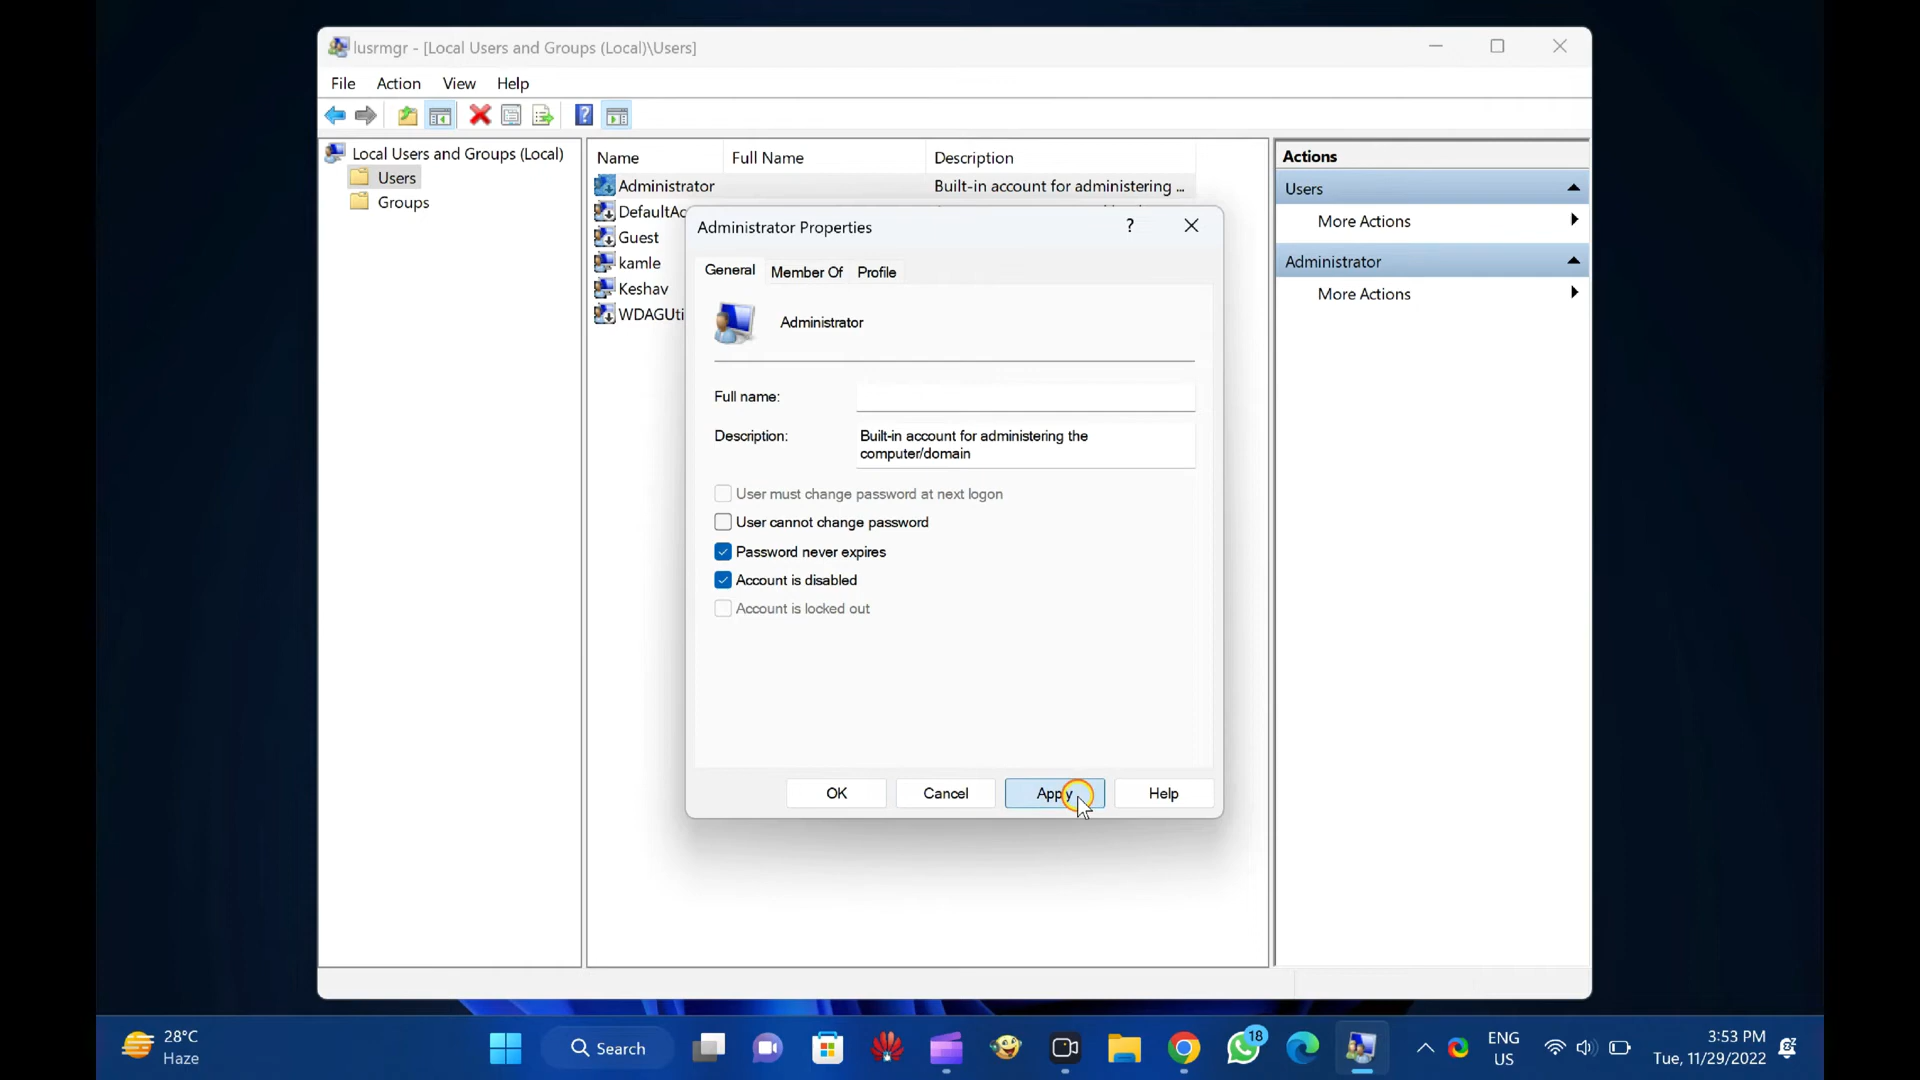 lusrmgr - [Local Users and Groups (Local)\Users]
File Action View Help
Local Users and Groups (Local)
Users
Groups
Name Full Name Description
Administrator Built-in account for administering ...
DefaultAc
Guest
kamle
Keshav
WDAGUti
Administrator Properties
?
General Member Of Profile
Administrator
Full name:
Description: Built-in account for administering the
computer/domain
User must change password at next logon
User cannot change password
Password never expires
Account is disabled
Account is locked out
OK Cancel Apply Help
Actions
Users
More Actions
Administrator
More Actions
28°C
Haze
Search
18
ENG
US
3:53 PM
Tue, 11/29/2022